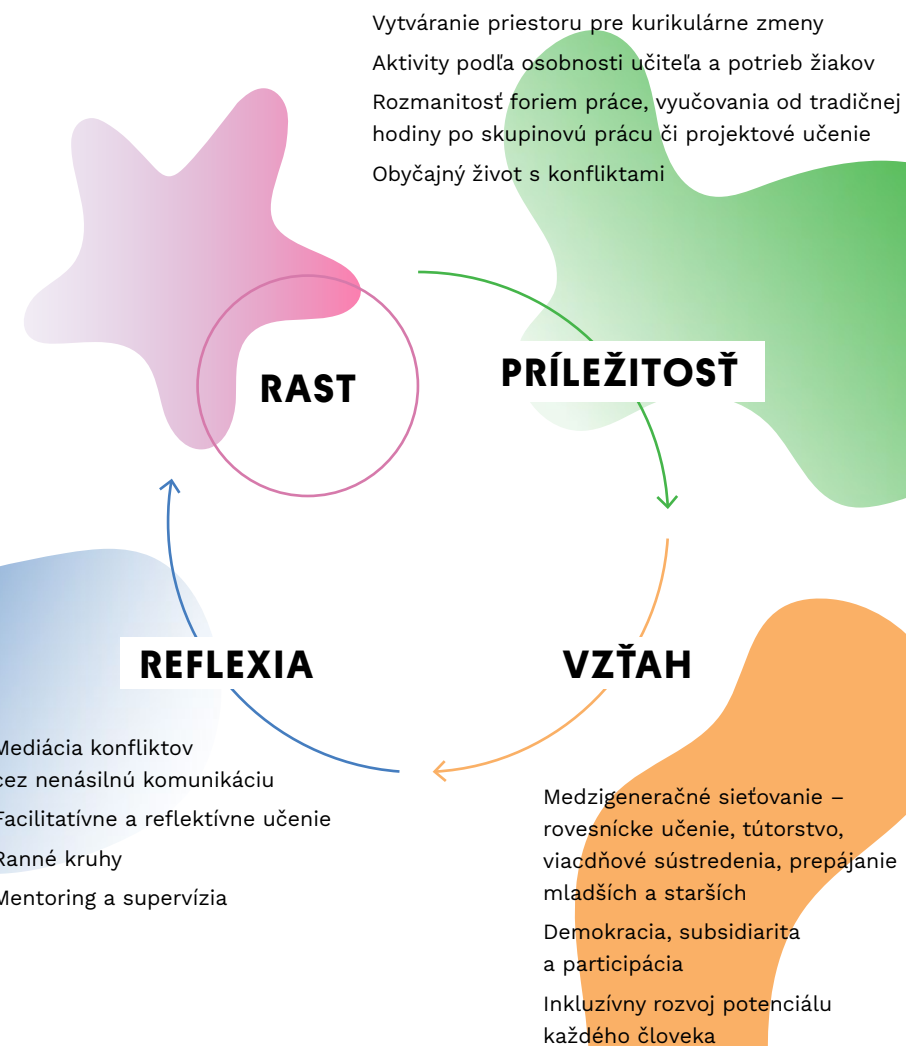 Vytváranie priestoru pre kurikulárne zmeny
Aktivity podľa osobnosti učiteľa a potrieb žiakov
Rozmanitosť foriem práce, vyučovania od tradičnej
hodiny po skupinovú prácu či projektové učenie
Obyčajný život s konfliktami
RAST
PRÍLEŽITOSŤ
REFLEXIA
VZŤAH
Mediácia konfliktov
cez nenásilnú komunikáciu
Facilitatívne a reflektívne učenie
Ranné kruhy
Mentoring a supervízia
Medzigeneračné sieťovanie –
rovesnícke učenie, tútorstvo,
viacdňové sústredenia, prepájanie
mladších a starších
Demokracia, subsidiarita
a participácia
Inkluzívny rozvoj potenciálu
každého človeka